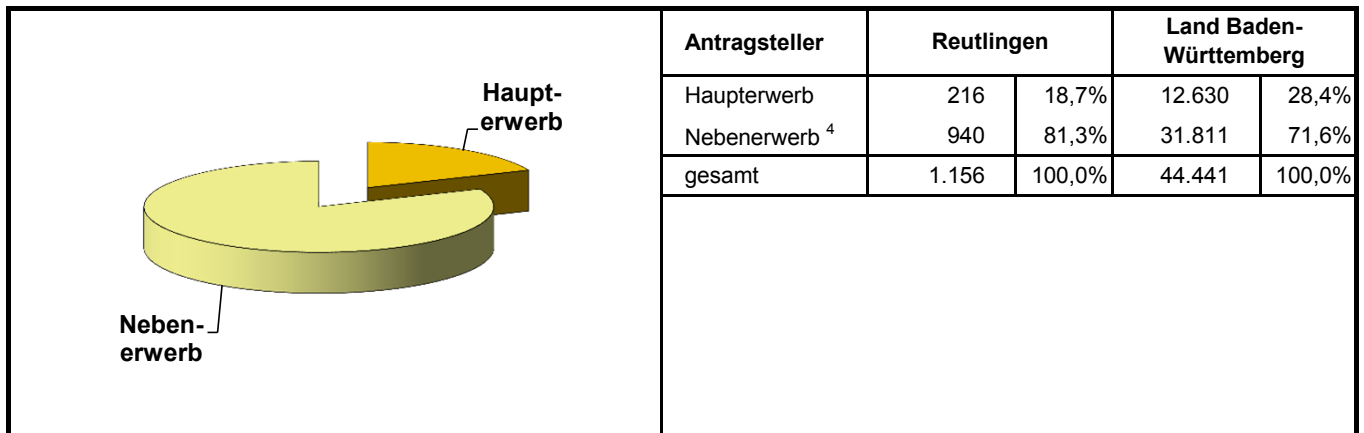 Haupt-
erwerb
Neben-
erwerb
Antragsteller Reutlingen Land Baden-
Württemberg
Haupterwerb 216 18,7% 12.630 28,4%
Nebenerwerb 4 940 81,3% 31.811 71,6%
gesamt 1.156 100,0% 44.441 100,0%